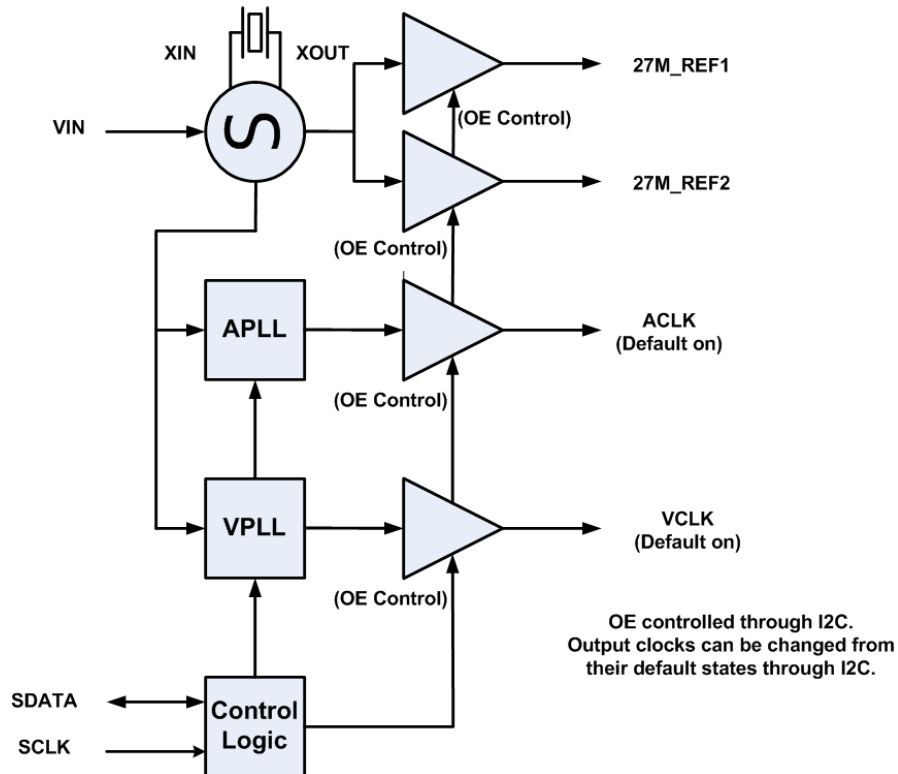 XIN
XOUT
VIN
27M_REF1
(OE Control)
27M_REF2
(OE Control)
APLL
ACLK
(Default on)
(OE Control)
VPLL
VCLK
(Default on)
(OE Control)
OE controlled through I2C.
Output clocks can be changed from
their default states through I2C.
SDATA
SCLK
Control
Logic